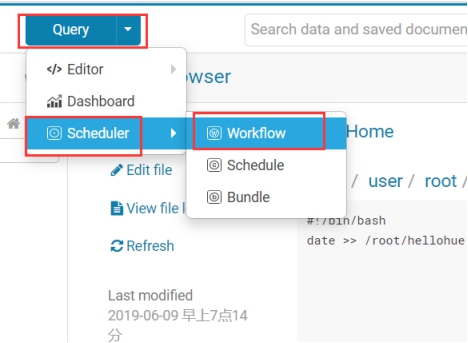 Query
Search data and saved documen
</> Editor
owser
Dashboard
Scheduler
Workflow
Home
Schedule
Bundle
Edit file
/ user / root /
View file l
#!/bin/bash
date >> /root/hellohue
Refresh
Last modified
2019-06-09 早上7点14
分